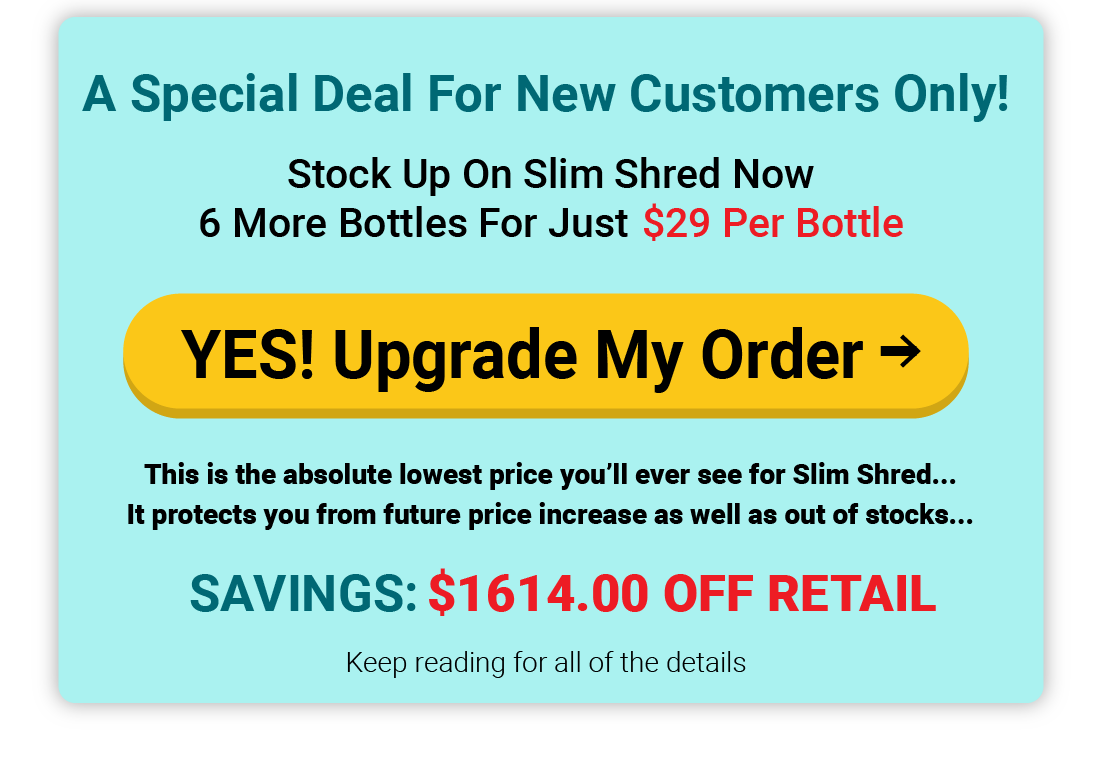 A Special Deal For New Customers Only!
Stock Up On Slim Shred Now
6 More Bottles For Just $29 Per Bottle
YES! Upgrade My Order →
This is the absolute lowest price you’ll ever see for Slim Shred...
It protects you from future price increase as well as out of stocks...
SAVINGS: $1614.00 OFF RETAIL
Keep reading for all of the details